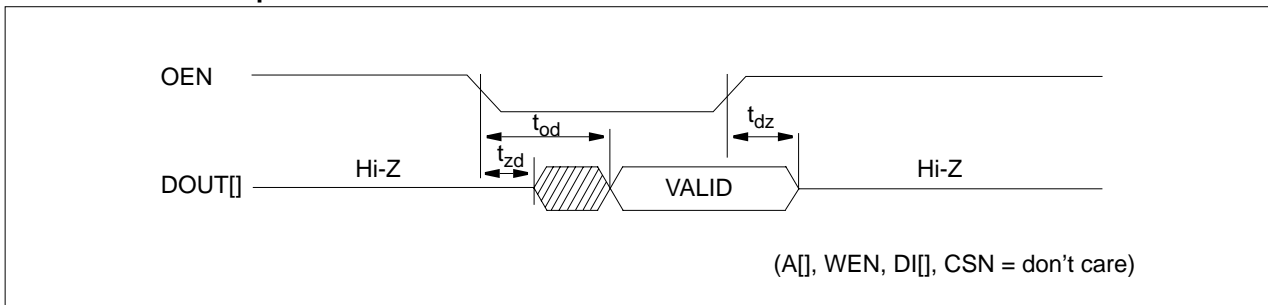 OEN
t_od
t_dz
t_zd
Hi-Z
Hi-Z
DOUT[]
VALID
(A[], WEN, DI[], CSN = don't care)